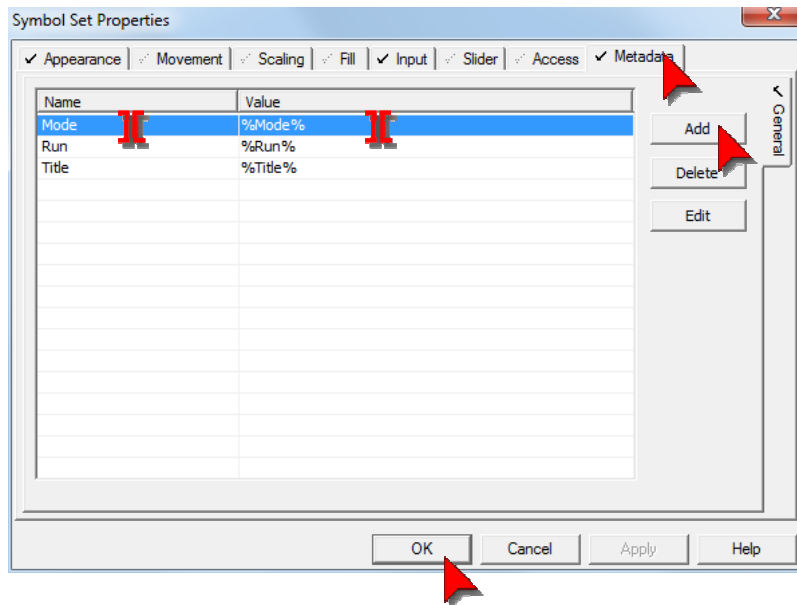 Symbol Set Properties
Appearance Movement Scaling Fill Input Slider Access Metadata
General
Name Value
Mode %Mode%
Run %Run%
Title %Title%
Add
Delete
Edit
OK Cancel Apply Help